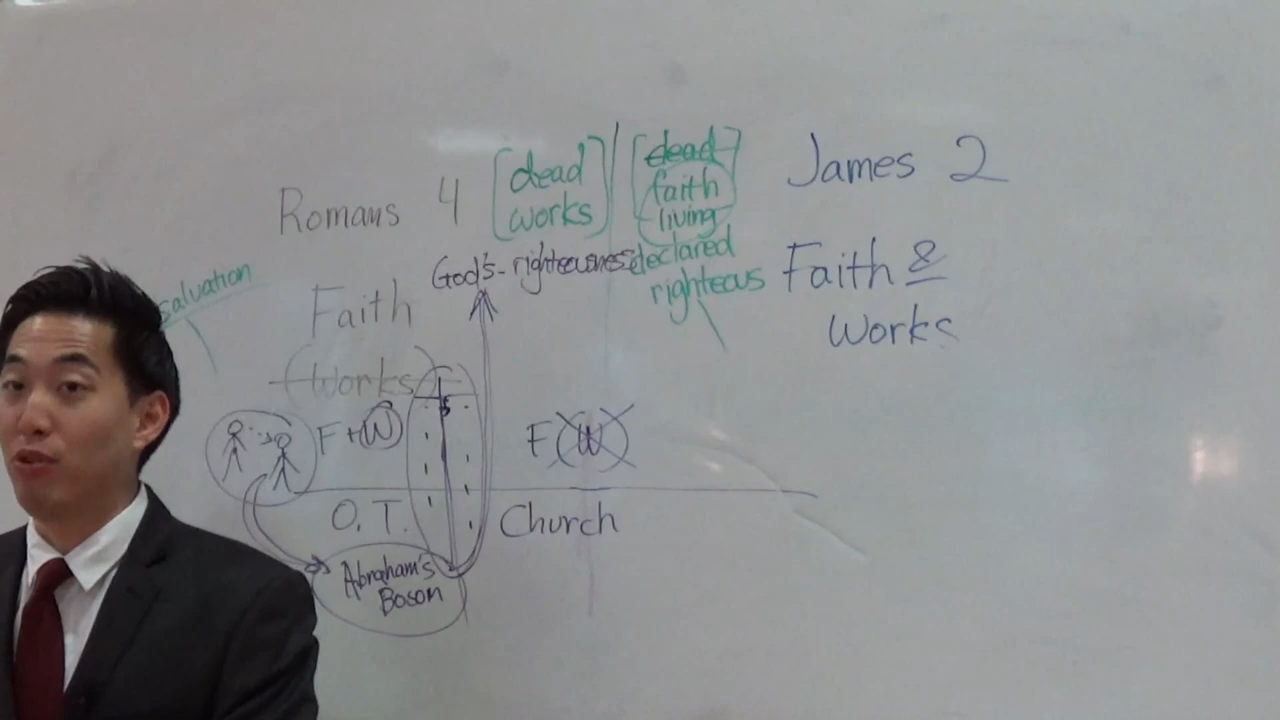 Romans 4
dead
works
dead
faith
living
James 2
God's - righteousness
declared
righteous
salvation
Faith
Works
Faith &
Works
F + W
F (W)
O.T.
Church
Abraham's
Bosom